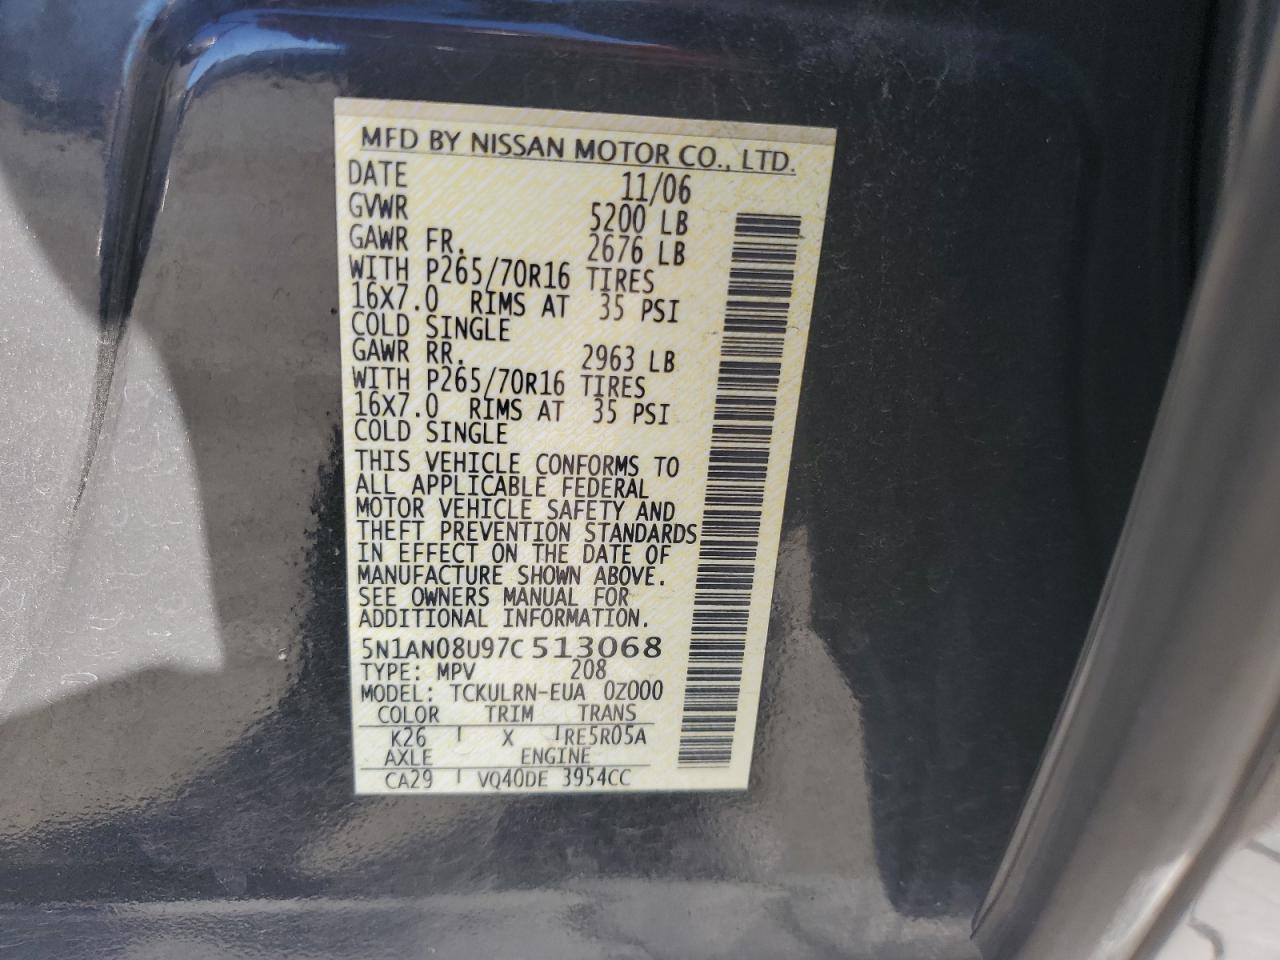 MFD BY NISSAN MOTOR CO., LTD.
DATE 11/06
GVWR 5200 LB
GAWR FR. 2676 LB
WITH P265/70R16 TIRES
16X7.0 RIMS AT 35 PSI
COLD SINGLE
GAWR RR. 2963 LB
WITH P265/70R16 TIRES
16X7.0 RIMS AT 35 PSI
COLD SINGLE
THIS VEHICLE CONFORMS TO
ALL APPLICABLE FEDERAL
MOTOR VEHICLE SAFETY AND
THEFT PREVENTION STANDARDS
IN EFFECT ON THE DATE OF
MANUFACTURE SHOWN ABOVE.
SEE OWNERS MANUAL FOR
ADDITIONAL INFORMATION.
5N1AN08U97C513068
TYPE: MPV 208
MODEL: TCKULRN-EUA 0Z000
COLOR TRIM TRANS
K26 X RE5R05A
AXLE ENGINE
CA29 VQ40DE 3954CC